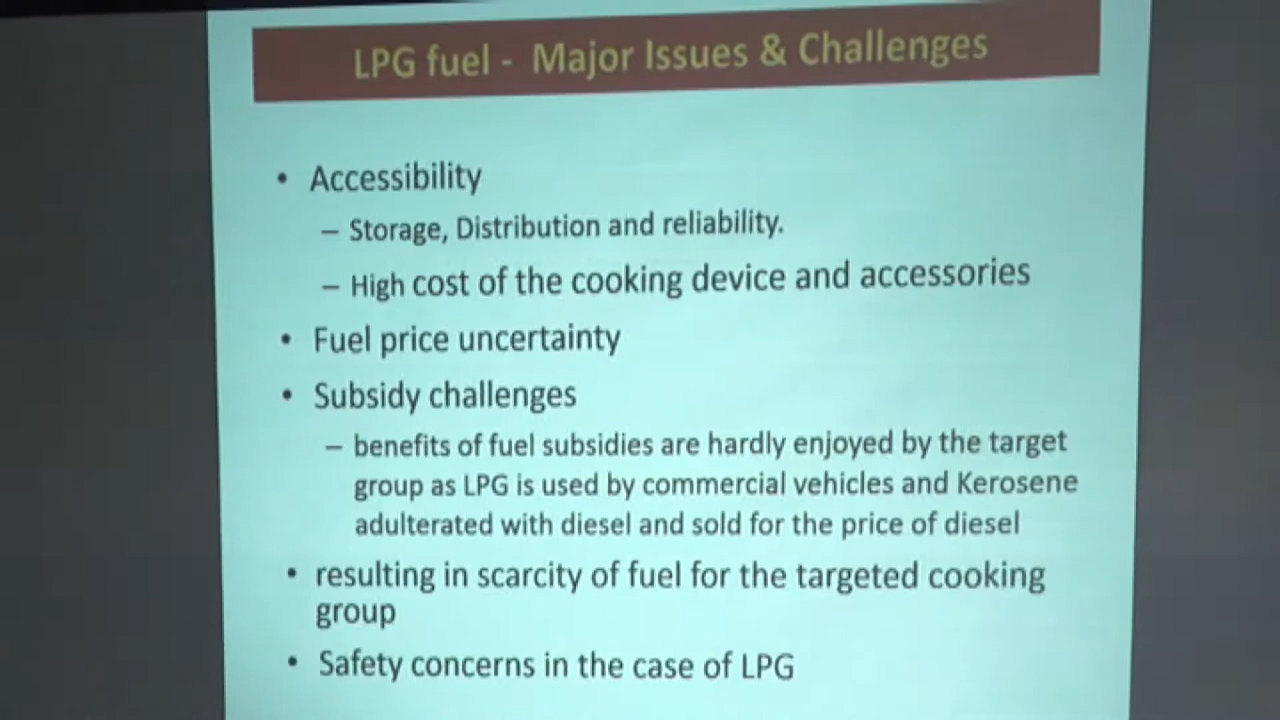 LPG fuel - Major Issues & Challenges
• Accessibility
– Storage, Distribution and reliability.
– High cost of the cooking device and accessories
• Fuel price uncertainty
• Subsidy challenges
– benefits of fuel subsidies are hardly enjoyed by the target
group as LPG is used by commercial vehicles and Kerosene
adulterated with diesel and sold for the price of diesel
• resulting in scarcity of fuel for the targeted cooking
group
• Safety concerns in the case of LPG